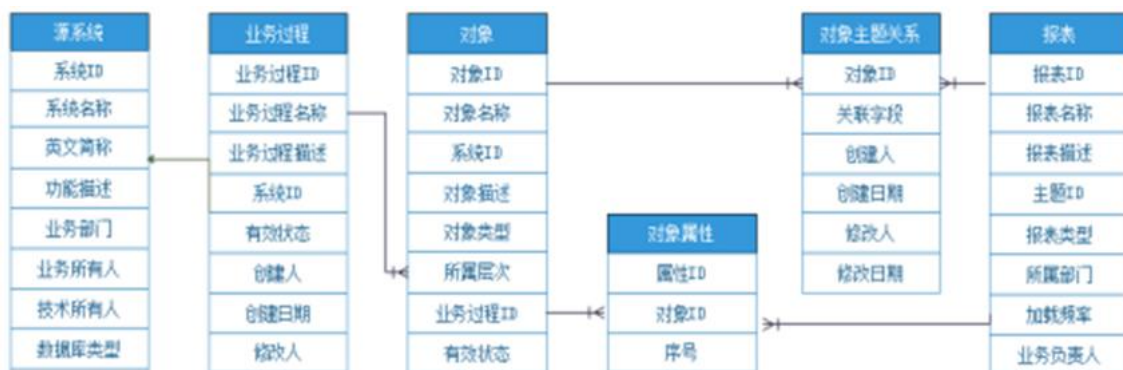 源系统
系统ID
系统名称
英文简称
功能描述
业务部门
业务所有人
技术所有人
数据库类型
业务过程
业务过程ID
业务过程名称
业务过程描述
系统ID
有效状态
创建人
创建日期
修改人
对象
对象ID
对象名称
系统ID
对象描述
对象类型
所属层次
业务过程ID
有效状态
对象属性
属性ID
对象ID
序号
对象主题关系
对象ID
关联字段
创建人
创建日期
修改人
修改日期
报表
报表ID
报表名称
报表描述
主题ID
报表类型
所属部门
加载频率
业务负责人